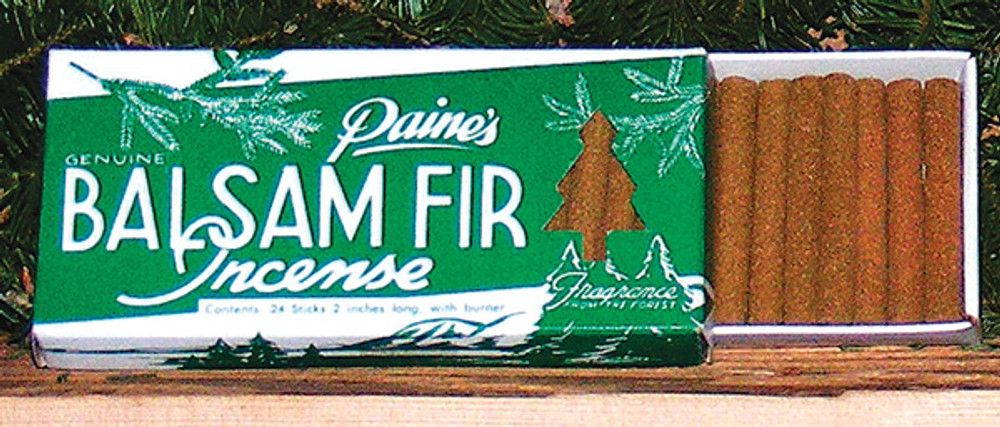 Paine's
GENUINE
BALSAM FIR
Incense
Contents: 24 Sticks 2 inches long, with burner
Fragrance
FROM THE FOREST